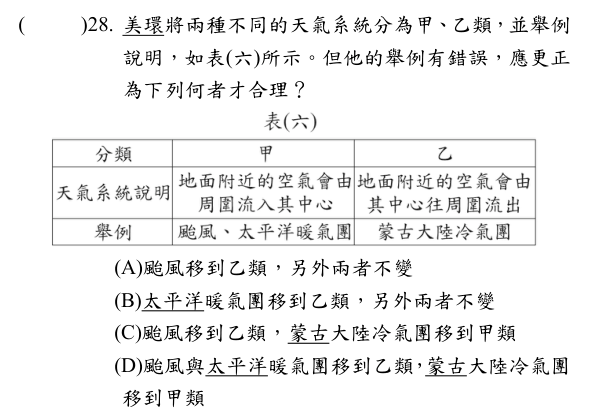 (　　)28. 美環將兩種不同的天氣系統分為甲、乙類，並舉例
說明，如表(六)所示。但他的舉例有錯誤，應更正
為下列何者才合理？
表(六)
分類 甲 乙
天氣系統說明 地面附近的空氣會由周圍流入其中心 地面附近的空氣會由其中心往周圍流出
舉例 颱風、太平洋暖氣團 蒙古大陸冷氣團
(A)颱風移到乙類，另外兩者不變
(B)太平洋暖氣團移到乙類，另外兩者不變
(C)颱風移到乙類，蒙古大陸冷氣團移到甲類
(D)颱風與太平洋暖氣團移到乙類，蒙古大陸冷氣團
移到甲類